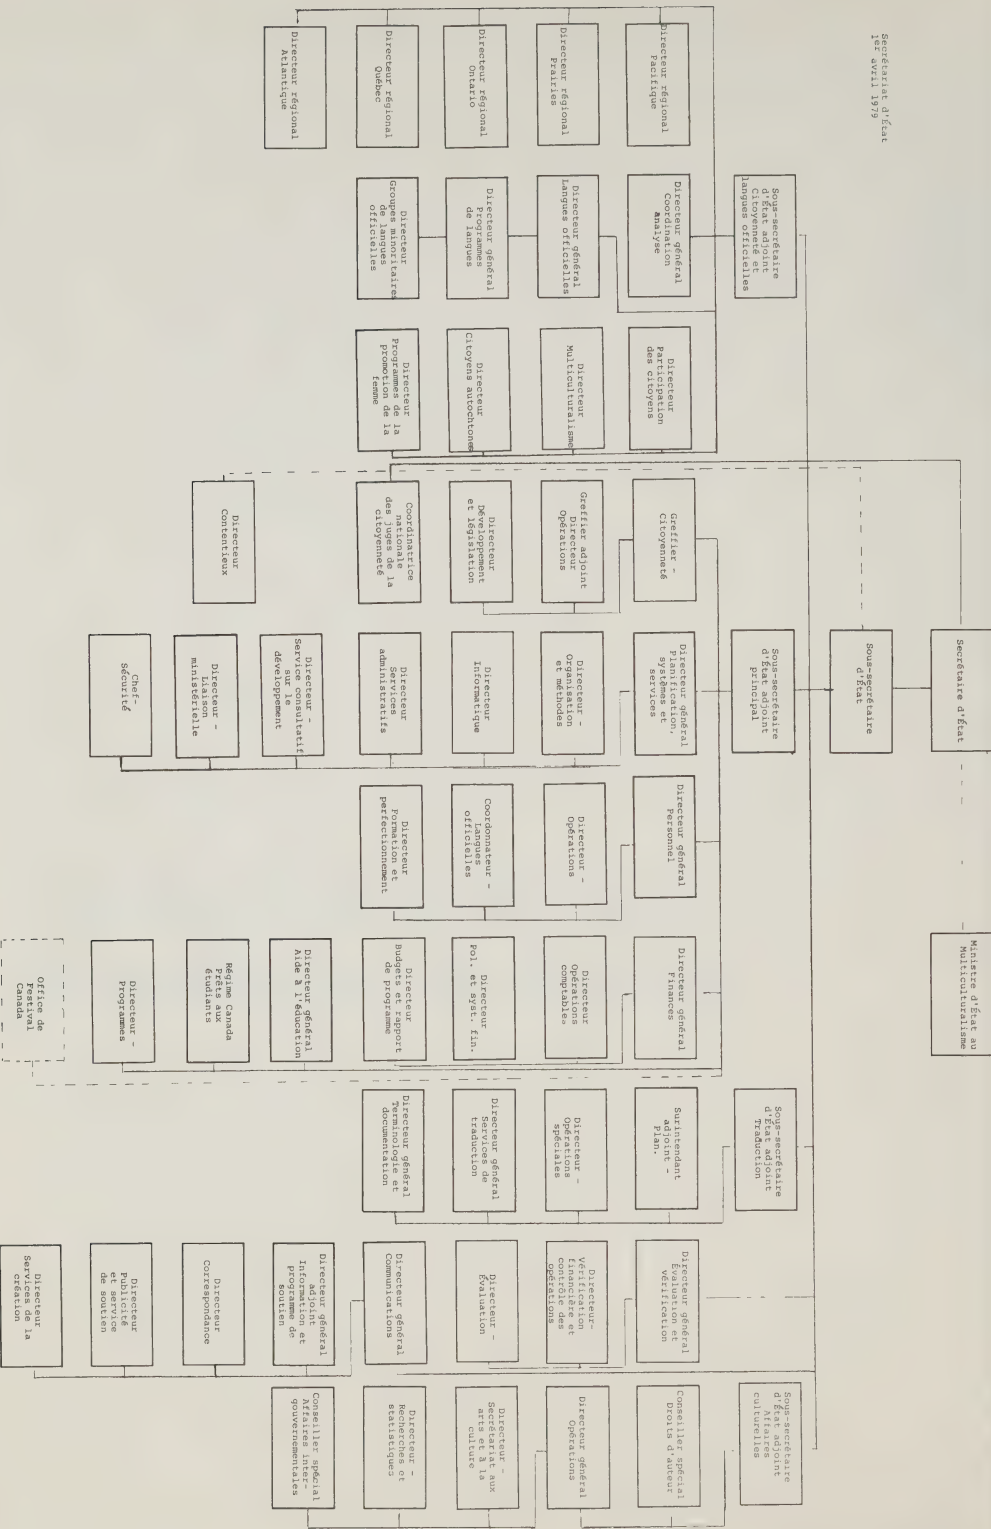 Secrétaire d'État
Ministre d'État au
Multiculturalisme
Secrétariat d'État
1er avril 1979
Sous-secrétaire
d'État
Sous-secrétaire
d'État adjoint
Citoyenneté et
langues officielles
Sous-secrétaire
d'État adjoint
principal
Sous-secrétaire
d'État adjoint
Traduction
Sous-secrétaire
d'État adjoint
Affaires
culturelles
Directeur régional
Pacifique
Directeur général
Coordination
analyse
Directeur
Participation
des citoyens
Greffier -
Citoyenneté
Directeur général
Planification,
systèmes et
services
Directeur général
Personnel
Directeur général
Finances
Surintendant
adjoint -
Plan.
Directeur général
Évaluation et
vérification
Conseiller spécial
Droits d'auteur
Directeur régional
Prairies
Directeur général
Langues officielles
Directeur
Multiculturalisme
Greffier adjoint
Directeur
Opérations
Directeur -
Organisation
et méthodes
Directeur -
Opérations
Directeur
Opérations
comptables
Directeur -
Opérations
spéciales
Directeur-
Vérification
financière et
contrôle des
opérations
Directeur général
Opérations
Directeur régional
Ontario
Directeur général
Programmes
de langues
Directeur
Citoyens autochtones
Directeur
Développement
et législation
Directeur
Informatique
Coordonnateur -
Langues
officielles
Directeur
Pol. et syst. fin.
Directeur général
Services de
traduction
Directeur -
Évaluation
Directeur -
Secrétariat aux
arts et à la
culture
Directeur régional
Québec
Directeur
Groupes minoritaires
de langues
officielles
Directeur
Programmes de la
promotion de la
femme
Coordinatrice
nationale
des juges de la
citoyenneté
Directeur
Services
administratifs
Directeur
Formation et
perfectionnement
Directeur
Budgets et rapport
de programme
Directeur général
Terminologie et
documentation
Directeur général
Communications
Directeur -
Recherches et
statistiques
Directeur régional
Atlantique
Directeur -
Service consultatif
sur le
développement
Directeur général
Aide à l'éducation
Directeur général
adjoint
Information et
programme de
soutien
Conseiller spécial
Affaires inter-
gouvernementales
Directeur
Contentieux
Directeur -
Liaison
ministérielle
Régime Canada
Prêts aux
étudiants
Directeur
Correspondance
Chef-
Sécurité
Directeur -
Programmes
Directeur
Publicité
et service
de soutien
Office de
Festival
Canada
Directeur
Services de la
création